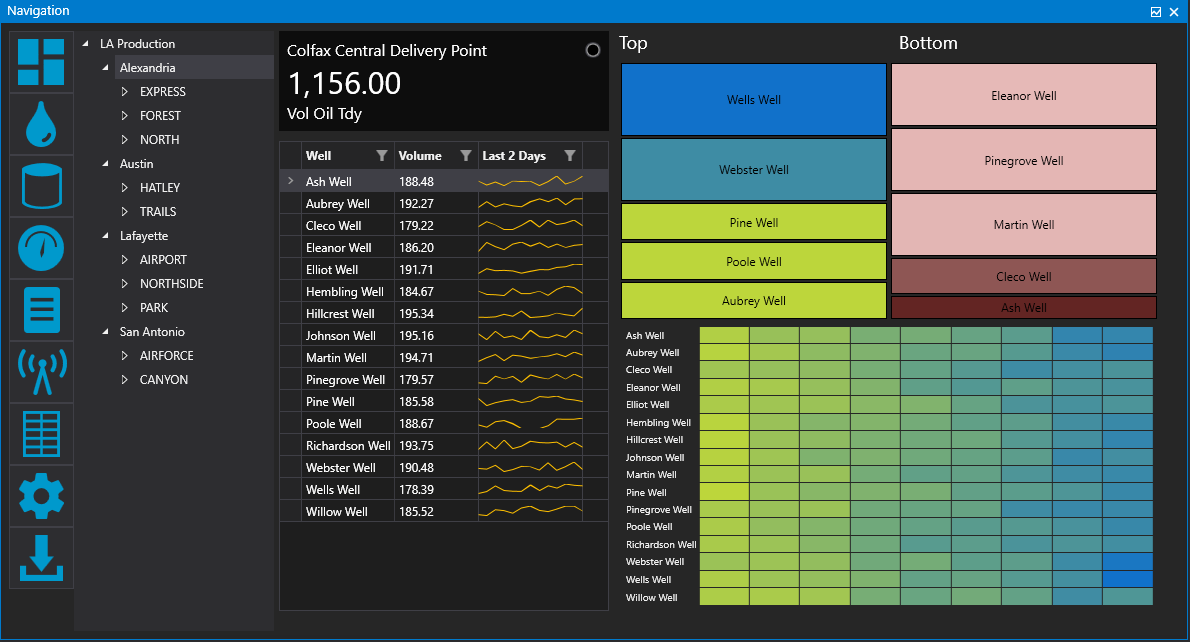 Navigation
LA Production
Alexandria
EXPRESS
FOREST
NORTH
Austin
HATLEY
TRAILS
Lafayette
AIRPORT
NORTHSIDE
PARK
San Antonio
AIRFORCE
CANYON
Colfax Central Delivery Point
1,156.00
Vol Oil Tdy
Well Volume Last 2 Days
Ash Well 188.48
Aubrey Well 192.27
Cleco Well 179.22
Eleanor Well 186.20
Elliot Well 191.71
Hembling Well 184.67
Hillcrest Well 195.34
Johnson Well 195.16
Martin Well 194.71
Pinegrove Well 179.57
Pine Well 185.58
Poole Well 188.67
Richardson Well 193.75
Webster Well 190.48
Wells Well 178.39
Willow Well 185.52
Top
Wells Well
Webster Well
Pine Well
Poole Well
Aubrey Well
Bottom
Eleanor Well
Pinegrove Well
Martin Well
Cleco Well
Ash Well
Ash Well
Aubrey Well
Cleco Well
Eleanor Well
Elliot Well
Hembling Well
Hillcrest Well
Johnson Well
Martin Well
Pine Well
Pinegrove Well
Poole Well
Richardson Well
Webster Well
Wells Well
Willow Well